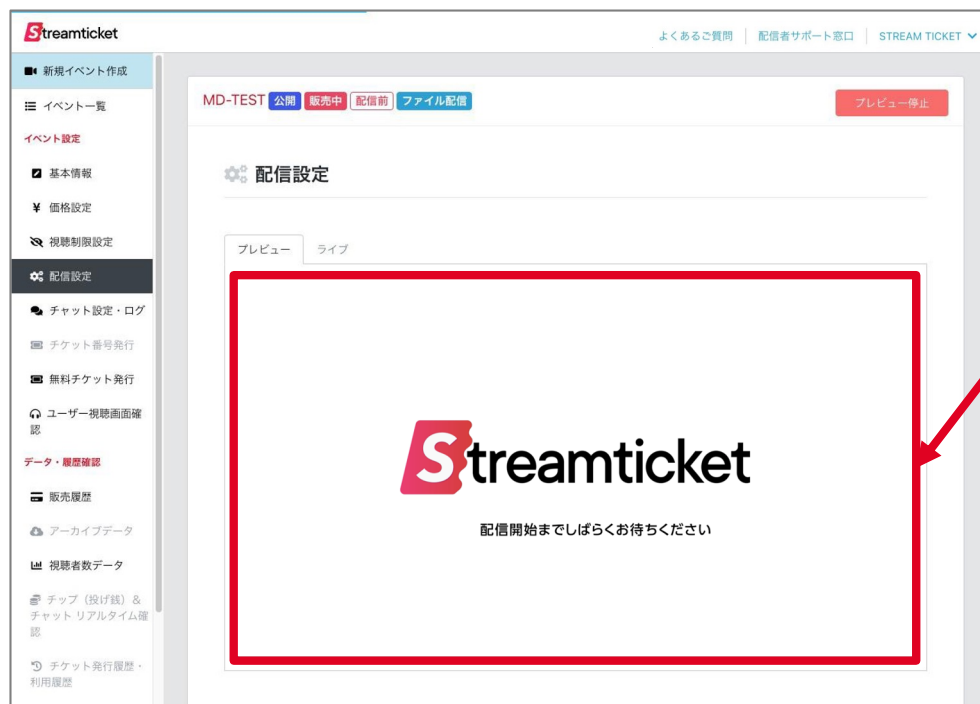 Streamticket
よくあるご質問 配信者サポート窓口 STREAM TICKET
新規イベント作成
イベント一覧
イベント設定
基本情報
¥ 価格設定
視聴制限設定
配信設定
チャット設定・ログ
チケット番号発行
無料チケット発行
ユーザー視聴画面確
認
データ・履歴確認
販売履歴
アーカイブデータ
視聴者数データ
チップ（投げ銭）&
チャット リアルタイム確
認
チケット発行履歴・
利用履歴
MD-TEST 公開 販売中 配信前 ファイル配信
プレビュー停止
配信設定
プレビュー ライブ
Streamticket
配信開始までしばらくお待ちください